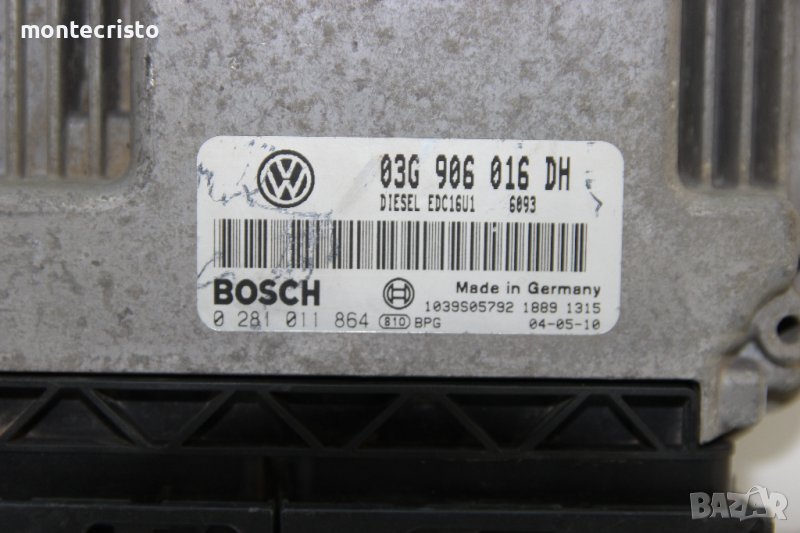 montecristo
03G 906 016 DH
DIESEL EDC16U1 6093
BOSCH
Made in Germany
1039S05792 1889 1315
0 281 011 864 810 BPG 04-05-10
BAZAR